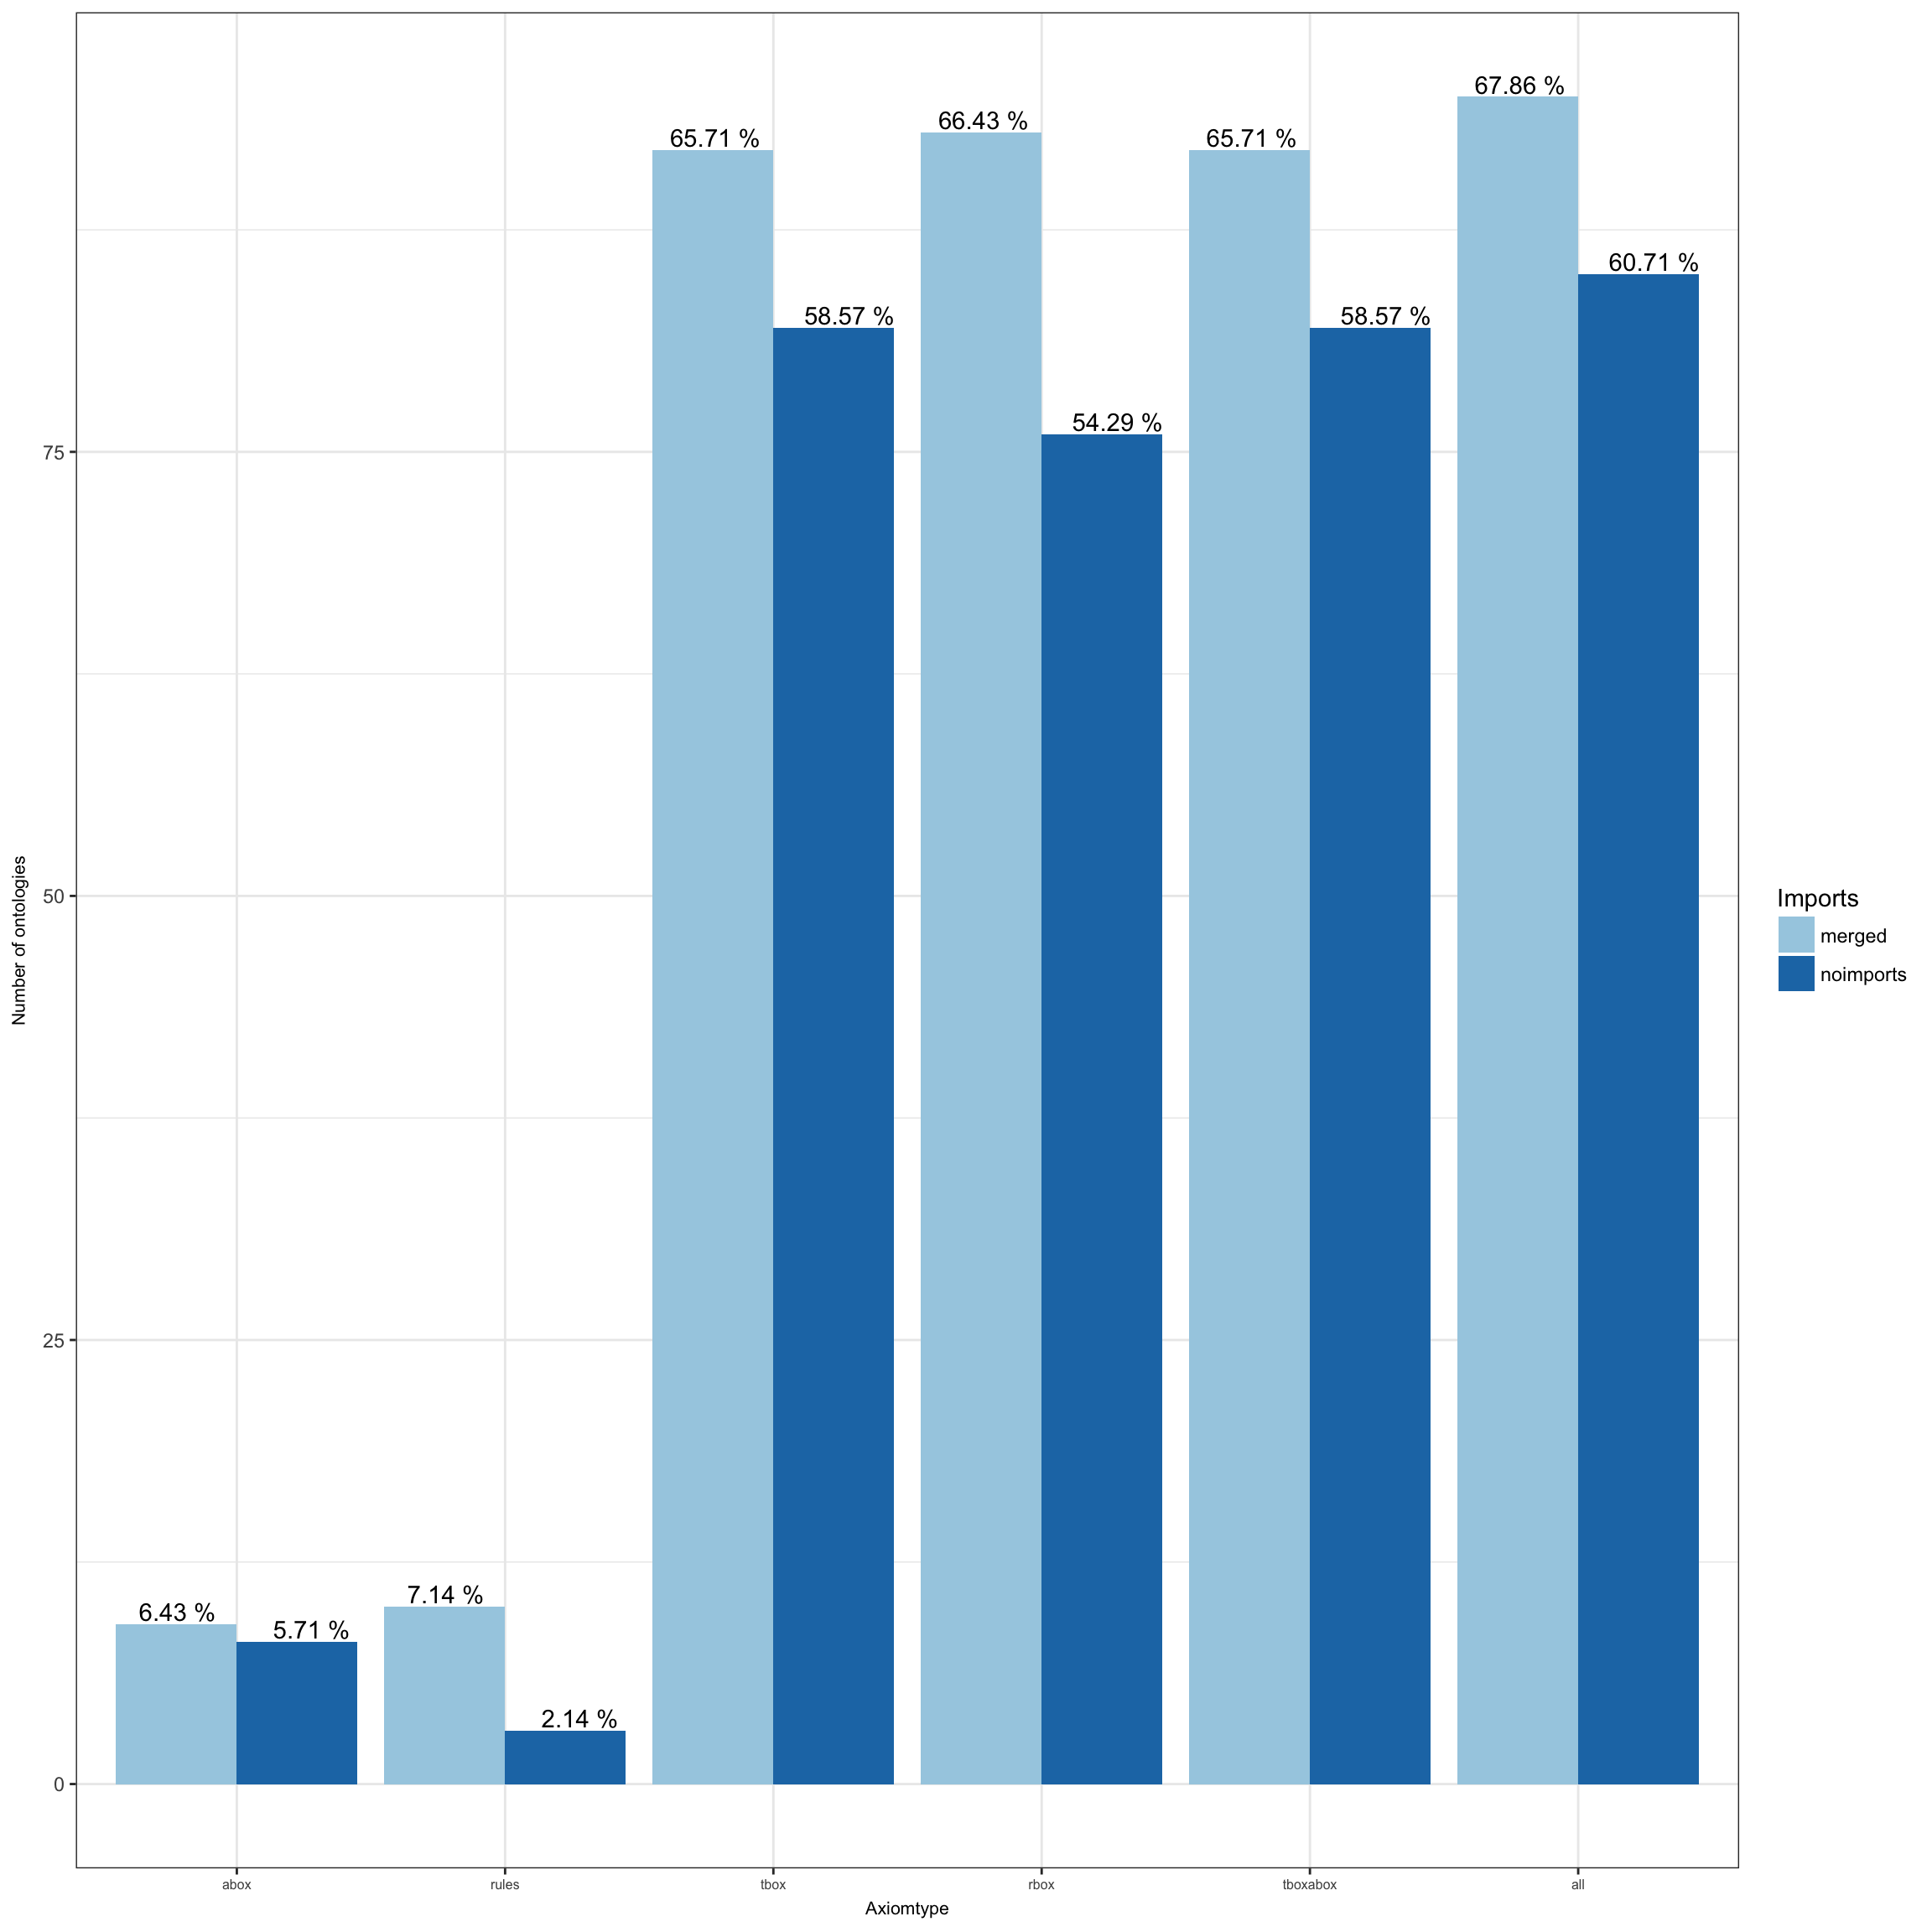 67.86 %
66.43 %
65.71 %
65.71 %
60.71 %
58.57 %
58.57 %
54.29 %
75
50
25
0
Number of ontologies
Imports
merged
noimports
7.14 %
6.43 %
5.71 %
2.14 %
abox
rules
tbox
rbox
tboxabox
all
Axiomtype